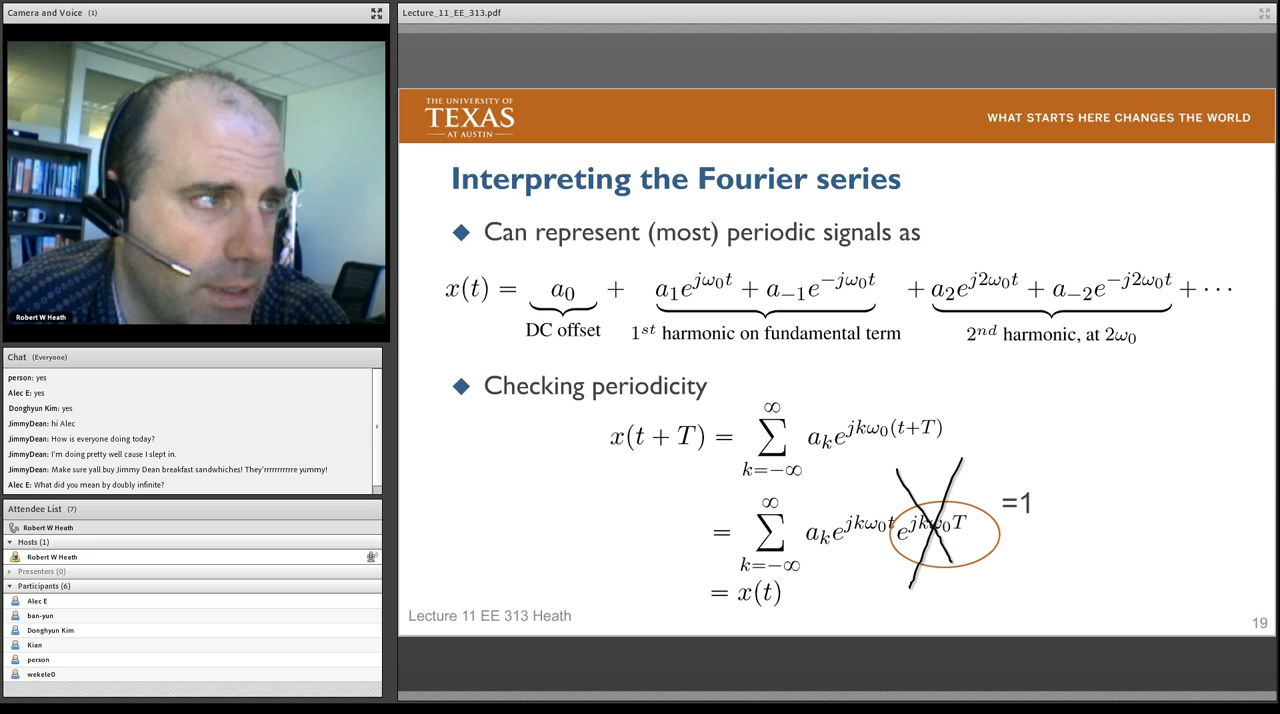 Camera and Voice (1)
Robert W Heath
Chat (Everyone)
person: yes
Alec E: yes
Donghyun Kim: yes
JimmyDean: hi Alec
JimmyDean: How is everyone doing today?
JimmyDean: I'm doing pretty well cause I slept in.
JimmyDean: Make sure yall buy Jimmy Dean breakfast sandwhiches! They'rrrrrrrrrre yummy!
Alec E: What did you mean by doubly infinite?
Attendee List (7)
Robert W Heath
Hosts (1)
Robert W Heath
Presenters (0)
Participants (6)
Alec E
ban-yun
Donghyun Kim
Kian
person
wekele0
Lecture_11_EE_313.pdf
THE UNIVERSITY OF
TEXAS
AT AUSTIN
WHAT STARTS HERE CHANGES THE WORLD
Interpreting the Fourier series
◆ Can represent (most) periodic signals as
x(t) = a₀ + a₁e^{jω₀t} + a₋₁e^{-jω₀t} + a₂e^{j2ω₀t} + a₋₂e^{-j2ω₀t} + ⋯
DC offset 1st harmonic on fundamental term 2nd harmonic, at 2ω₀
◆ Checking periodicity
x(t + T) = ∑_{k=-∞}^{∞} a_k e^{jkω₀(t+T)}
= ∑_{k=-∞}^{∞} a_k e^{jkω₀t} e^{jkω₀T} =1
= x(t)
Lecture 11 EE 313 Heath
19